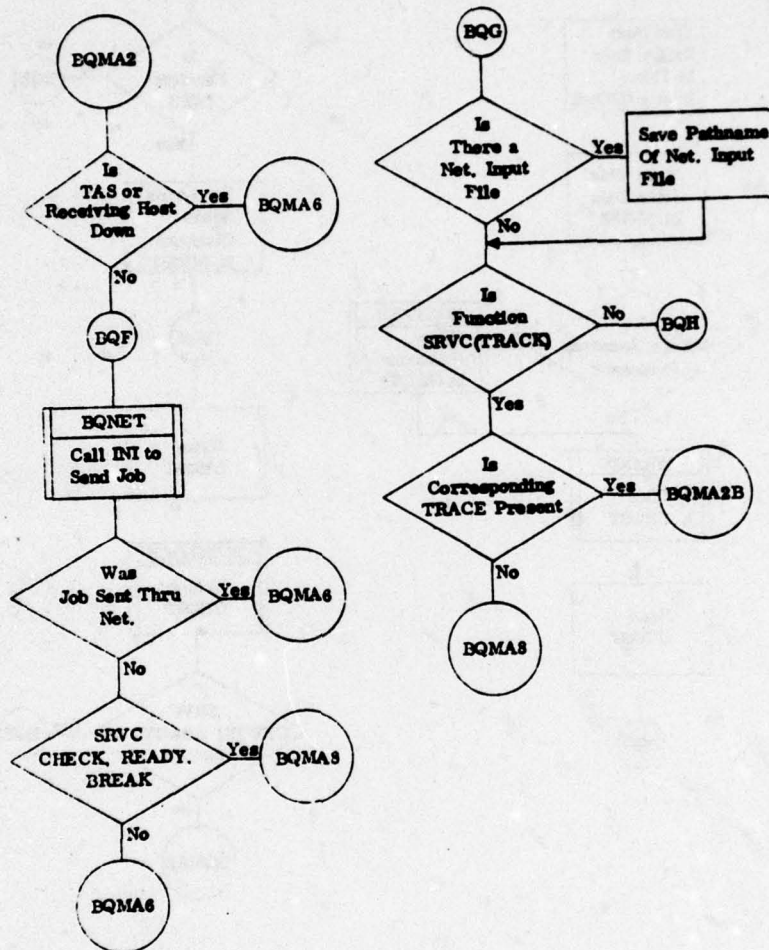 BQMA2
Is
TAS or
Receiving Host
Down
Yes
BQMA6
No
BQF
BQNET
Call INI to
Send Job
Was
Job Sent Thru
Net.
Yes
BQMA6
No
SRVC
CHECK, READY.
BREAK
Yes
BQMA3
No
BQMA6
BQG
Is
There a
Net. Input
File
Yes
Save Pathname
Of Net. Input
File
No
Is
Function
SRVC(TRACK)
No
BQH
Yes
Is
Corresponding
TRACE Present
Yes
BQMA2B
No
BQMA3